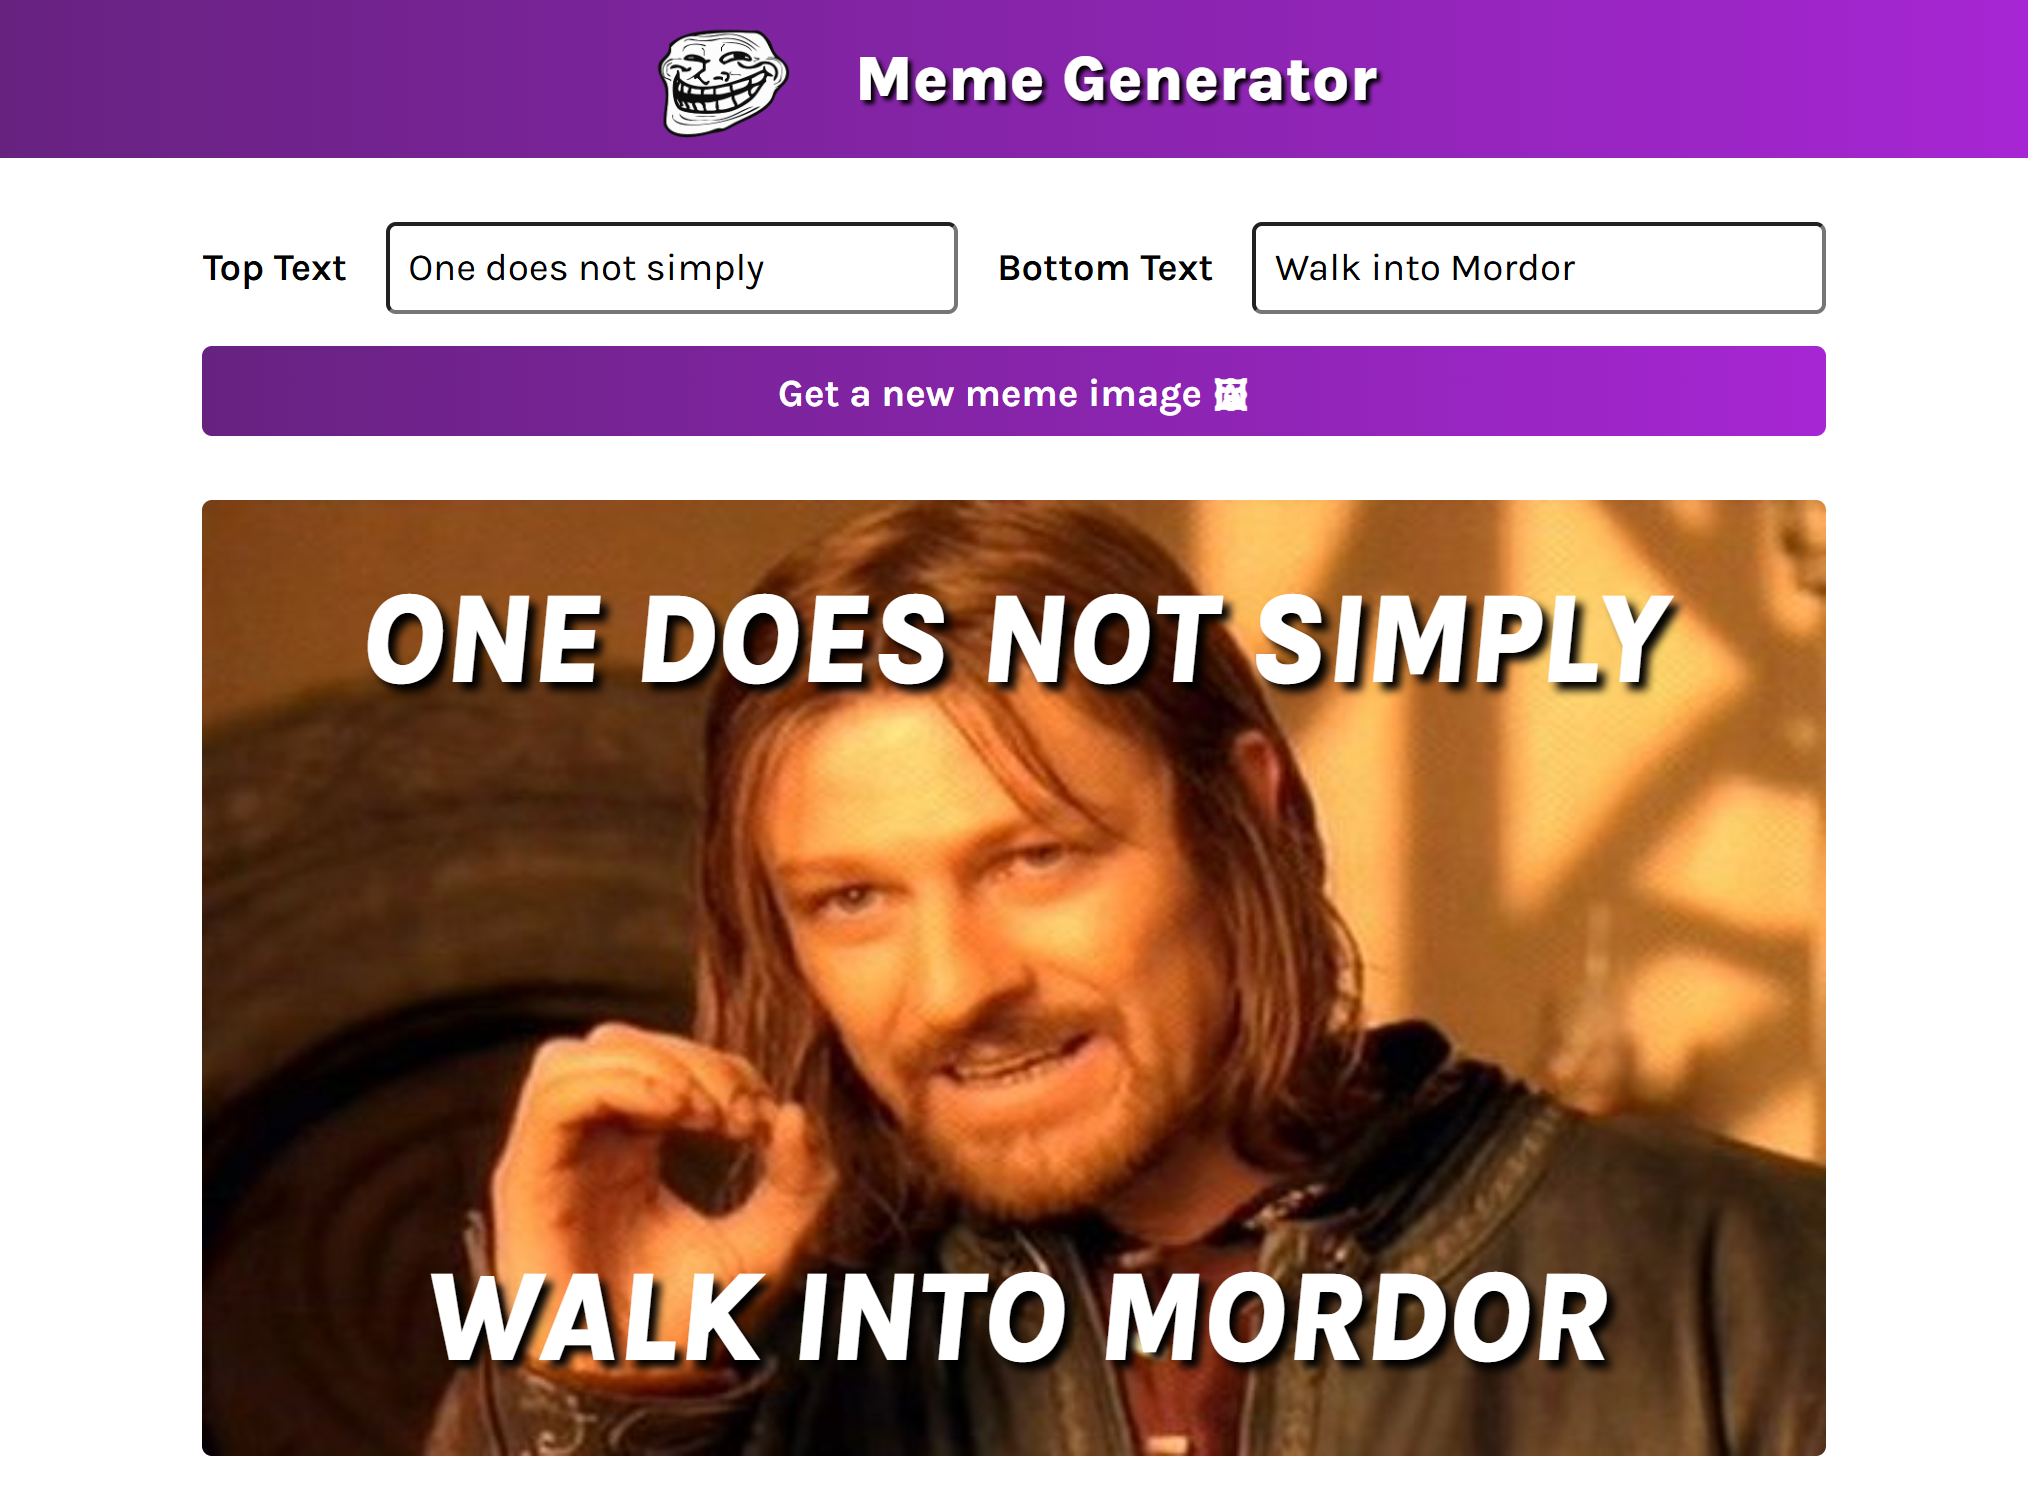 Meme Generator
Top Text One does not simply Bottom Text Walk into Mordor
Get a new meme image 🖼
ONE DOES NOT SIMPLY
WALK INTO MORDOR